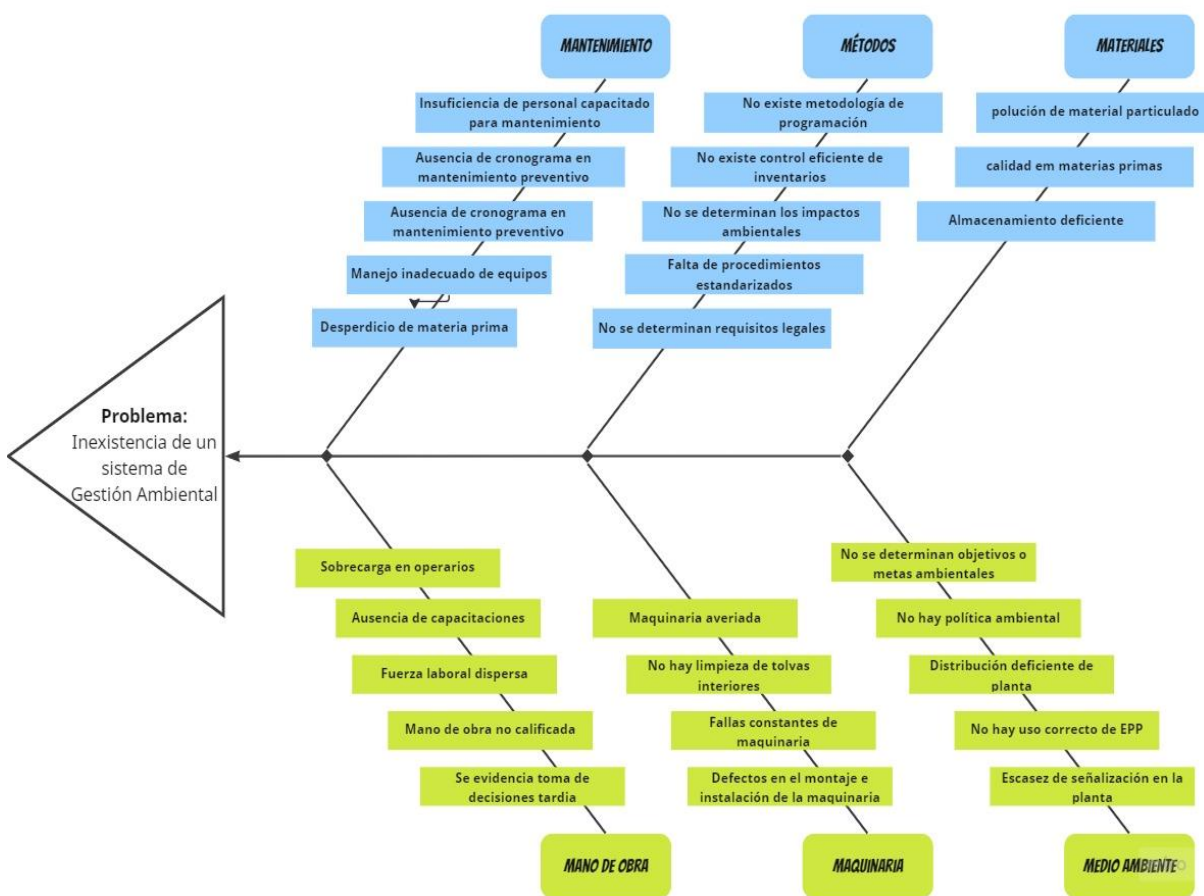 MANTENIMIENTO
MÉTODOS
MATERIALES
Insuficiencia de personal capacitado
para mantenimiento
Ausencia de cronograma en
mantenimiento preventivo
Ausencia de cronograma en
mantenimiento preventivo
Manejo inadecuado de equipos
Desperdicio de materia prima
No existe metodología de
programación
No existe control eficiente de
inventarios
No se determinan los impactos
ambientales
Falta de procedimientos
estandarizados
No se determinan requisitos legales
polución de material particulado
calidad em materias primas
Almacenamiento deficiente
Problema:
Inexistencia de un
sistema de
Gestión Ambiental
Sobrecarga en operarios
Ausencia de capacitaciones
Fuerza laboral dispersa
Mano de obra no calificada
Se evidencia toma de
decisiones tardia
Maquinaria averiada
No hay limpieza de tolvas
interiores
Fallas constantes de
maquinaria
Defectos en el montaje e
instalación de la maquinaria
No se determinan objetivos o
metas ambientales
No hay política ambiental
Distribución deficiente de
planta
No hay uso correcto de EPP
Escasez de señalización en la
planta
MANO DE OBRA
MAQUINARIA
MEDIO AMBIENTE